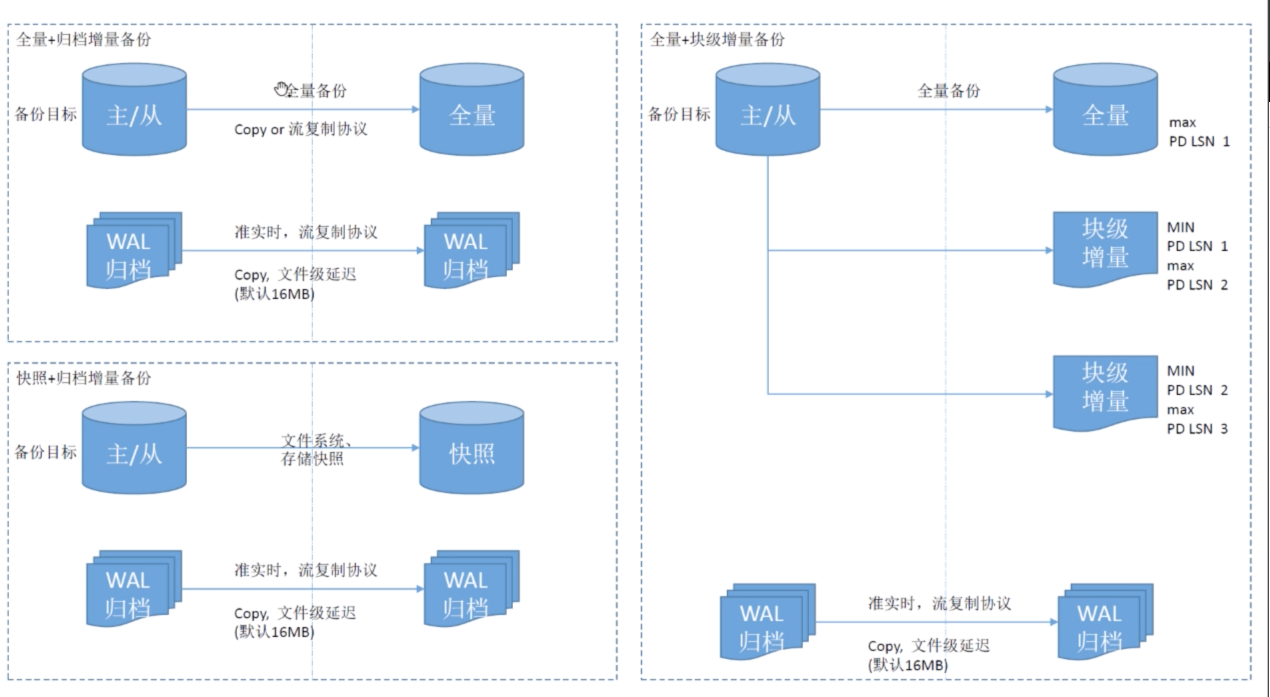 全量+归档增量备份
备份目标
主/从
全量备份
Copy or 流复制协议
全量
WAL
归档
准实时，流复制协议
Copy, 文件级延迟
(默认16MB)
WAL
归档
快照+归档增量备份
备份目标
主/从
文件系统、
存储快照
快照
WAL
归档
准实时，流复制协议
Copy, 文件级延迟
(默认16MB)
WAL
归档
全量+块级增量备份
备份目标
主/从
全量备份
全量
max
PD LSN 1
块级
增量
MIN
PD LSN 1
max
PD LSN 2
块级
增量
MIN
PD LSN 2
max
PD LSN 3
WAL
归档
准实时，流复制协议
Copy, 文件级延迟
(默认16MB)
WAL
归档